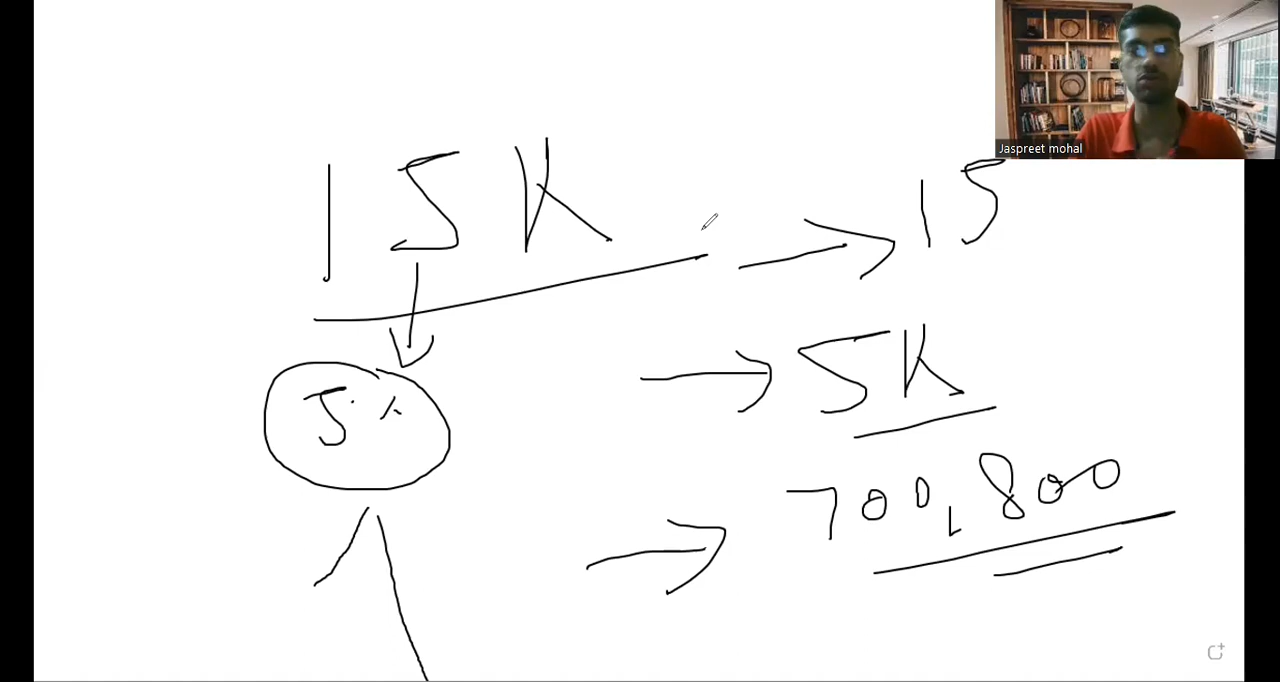 Jaspreet mohal
15K → 15
5%
→ 5K
→ 700,800